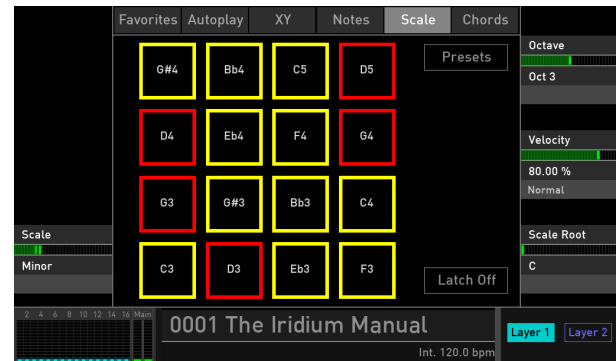 Favorites Autoplay XY Notes Scale Chords
G#4 Bb4 C5 D5
Presets
D4 Eb4 F4 G4
G3 G#3 Bb3 C4
C3 D3 Eb3 F3
Latch Off
Octave
Oct 3
Velocity
80.00 %
Normal
Scale
Minor
Scale Root
C
2 4 6 8 10 12 14 16 Main
0001 The Iridium Manual
Int. 120.0 bpm
Layer 1 Layer 2